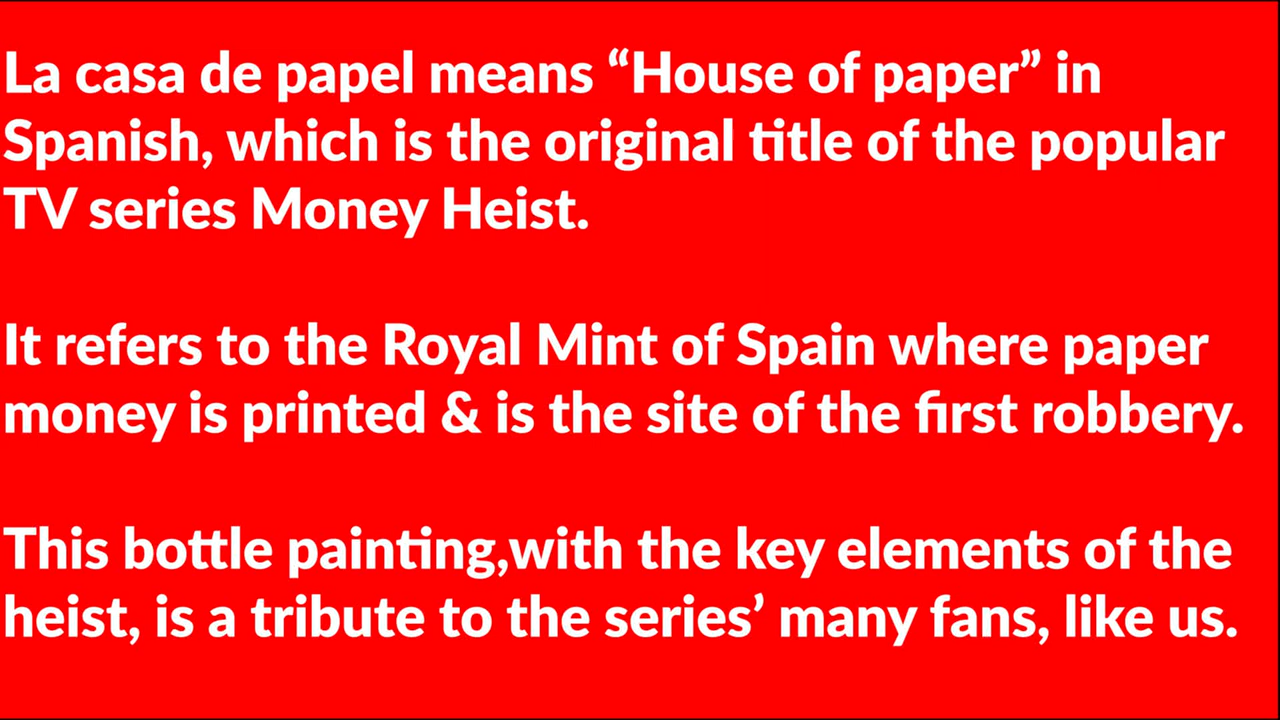 La casa de papel means “House of paper” in
Spanish, which is the original title of the popular
TV series Money Heist.
It refers to the Royal Mint of Spain where paper
money is printed & is the site of the first robbery.
This bottle painting,with the key elements of the
heist, is a tribute to the series’ many fans, like us.